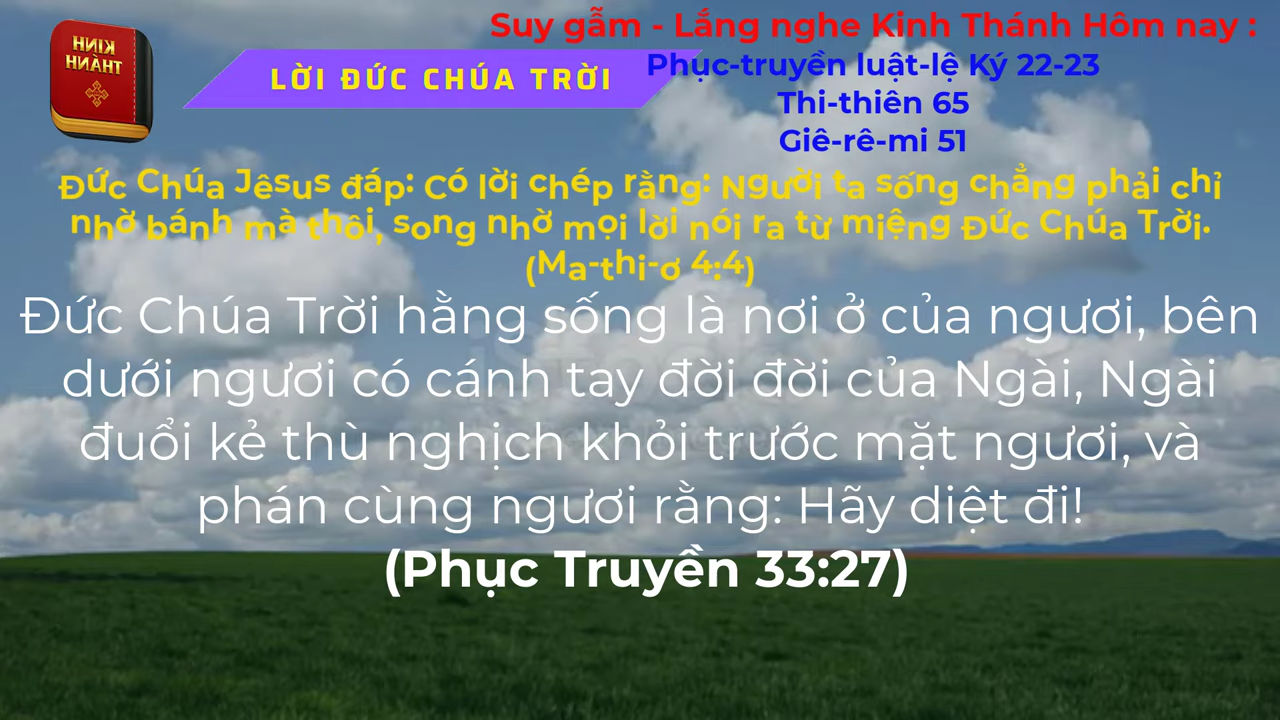 Suy gẫm - Lắng nghe Kinh Thánh Hôm nay :
KINH
THÁNH
LỜI ĐỨC CHÚA TRỜI
Phục-truyền luật-lệ Ký 22-23
Thi-thiên 65
Giê-rê-mi 51
Đức Chúa Jêsus đáp: Có lời chép rằng: Người ta sống chẳng phải chỉ
nhờ bánh mà thôi, song nhờ mọi lời nói ra từ miệng Đức Chúa Trời.
(Ma-thi-ơ 4:4)
Đức Chúa Trời hằng sống là nơi ở của ngươi, bên
dưới ngươi có cánh tay đời đời của Ngài, Ngài
đuổi kẻ thù nghịch khỏi trước mặt ngươi, và
phán cùng ngươi rằng: Hãy diệt đi!
(Phục Truyền 33:27)